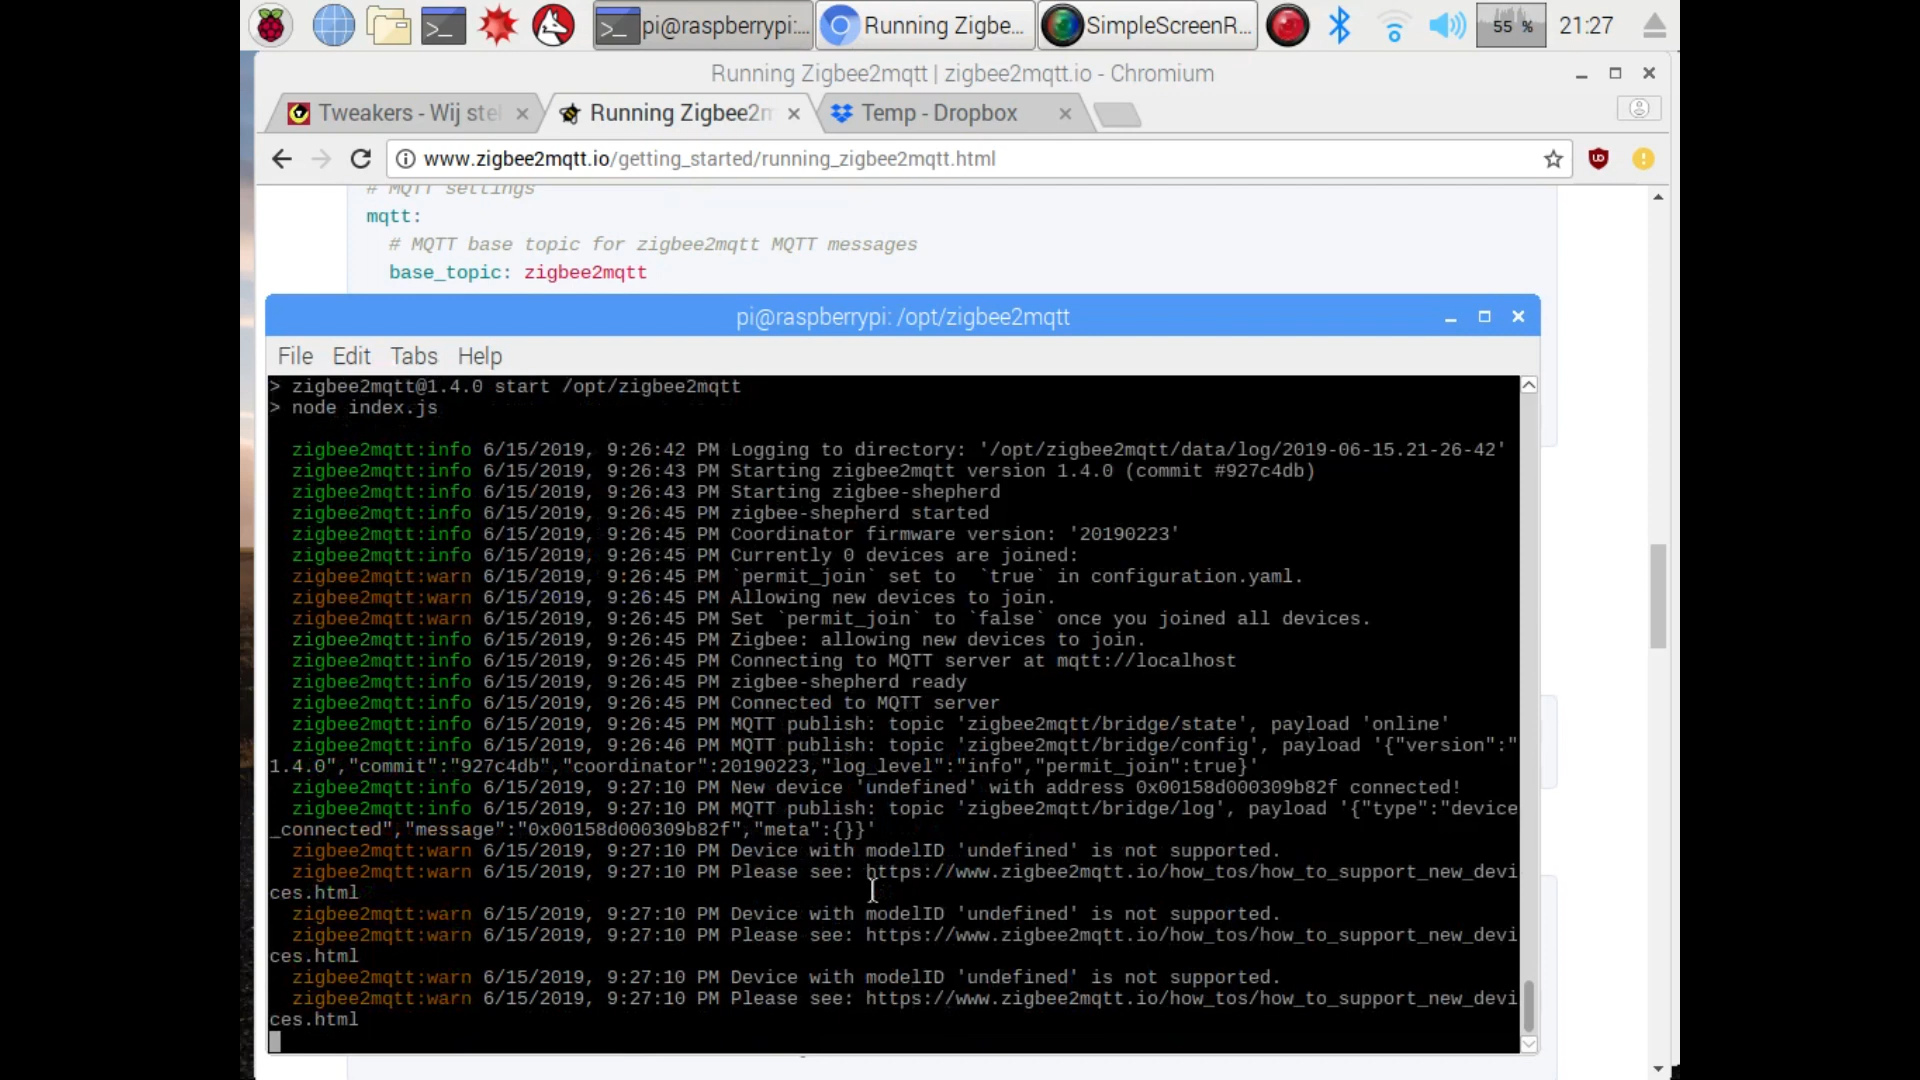 pi@raspberrypi:...
Running Zigbe...
SimpleScreenR...
55 %
21:27
Running Zigbee2mqtt | zigbee2mqtt.io - Chromium
Tweakers - Wij stel
Running Zigbee2m
Temp - Dropbox
www.zigbee2mqtt.io/getting_started/running_zigbee2mqtt.html
# MQTT settings
mqtt:
# MQTT base topic for zigbee2mqtt MQTT messages
base_topic: zigbee2mqtt
pi@raspberrypi: /opt/zigbee2mqtt
File Edit Tabs Help
> zigbee2mqtt@1.4.0 start /opt/zigbee2mqtt
> node index.js
zigbee2mqtt:info 6/15/2019, 9:26:42 PM Logging to directory: '/opt/zigbee2mqtt/data/log/2019-06-15.21-26-42'
zigbee2mqtt:info 6/15/2019, 9:26:43 PM Starting zigbee2mqtt version 1.4.0 (commit #927c4db)
zigbee2mqtt:info 6/15/2019, 9:26:43 PM Starting zigbee-shepherd
zigbee2mqtt:info 6/15/2019, 9:26:45 PM zigbee-shepherd started
zigbee2mqtt:info 6/15/2019, 9:26:45 PM Coordinator firmware version: '20190223'
zigbee2mqtt:info 6/15/2019, 9:26:45 PM Currently 0 devices are joined:
zigbee2mqtt:warn 6/15/2019, 9:26:45 PM `permit_join` set to  `true` in configuration.yaml.
zigbee2mqtt:warn 6/15/2019, 9:26:45 PM Allowing new devices to join.
zigbee2mqtt:warn 6/15/2019, 9:26:45 PM Set `permit_join` to `false` once you joined all devices.
zigbee2mqtt:info 6/15/2019, 9:26:45 PM Zigbee: allowing new devices to join.
zigbee2mqtt:info 6/15/2019, 9:26:45 PM Connecting to MQTT server at mqtt://localhost
zigbee2mqtt:info 6/15/2019, 9:26:45 PM zigbee-shepherd ready
zigbee2mqtt:info 6/15/2019, 9:26:45 PM Connected to MQTT server
zigbee2mqtt:info 6/15/2019, 9:26:45 PM MQTT publish: topic 'zigbee2mqtt/bridge/state', payload 'online'
zigbee2mqtt:info 6/15/2019, 9:26:46 PM MQTT publish: topic 'zigbee2mqtt/bridge/config', payload '{"version":"
1.4.0","commit":"927c4db","coordinator":20190223,"log_level":"info","permit_join":true}'
zigbee2mqtt:info 6/15/2019, 9:27:10 PM New device 'undefined' with address 0x00158d000309b82f connected!
zigbee2mqtt:info 6/15/2019, 9:27:10 PM MQTT publish: topic 'zigbee2mqtt/bridge/log', payload '{"type":"device
_connected","message":"0x00158d000309b82f","meta":{}}'
zigbee2mqtt:warn 6/15/2019, 9:27:10 PM Device with modelID 'undefined' is not supported.
zigbee2mqtt:warn 6/15/2019, 9:27:10 PM Please see: https://www.zigbee2mqtt.io/how_tos/how_to_support_new_devi
ces.html
zigbee2mqtt:warn 6/15/2019, 9:27:10 PM Device with modelID 'undefined' is not supported.
zigbee2mqtt:warn 6/15/2019, 9:27:10 PM Please see: https://www.zigbee2mqtt.io/how_tos/how_to_support_new_devi
ces.html
zigbee2mqtt:warn 6/15/2019, 9:27:10 PM Device with modelID 'undefined' is not supported.
zigbee2mqtt:warn 6/15/2019, 9:27:10 PM Please see: https://www.zigbee2mqtt.io/how_tos/how_to_support_new_devi
ces.html